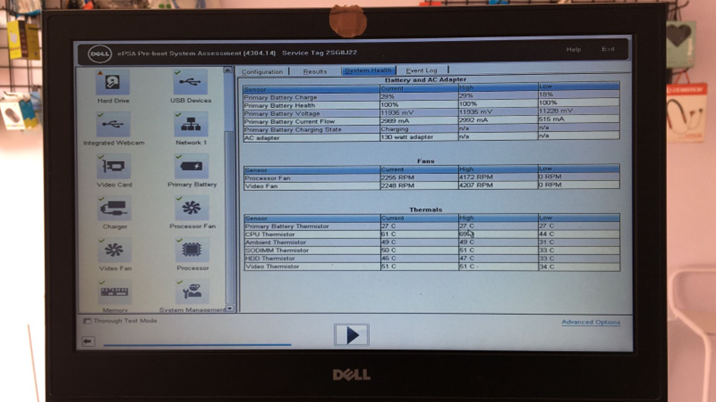 DELL ePSA Pre-boot System Assessment (4304.14) Service Tag 2SG8J22 Help Exit
Configuration Results System Health Event Log
Hard Drive USB Devices
Integrated Webcam Network 1
Video Card Primary Battery
Charger Processor Fan
Video Fan Processor
Memory System Management
Battery and AC Adapter
Sensor Current High Low
Primary Battery Charge 29% 29% 18%
Primary Battery Health 100% 100% 100%
Primary Battery Voltage 11935 mV 11935 mV 11228 mV
Primary Battery Current Flow 2989 mA 2992 mA 515 mA
Primary Battery Charging State Charging n/a n/a
AC adapter 130 watt adapter n/a n/a
Fans
Sensor Current High Low
Processor Fan 2255 RPM 4172 RPM 0 RPM
Video Fan 2248 RPM 4207 RPM 0 RPM
Thermals
Sensor Current High Low
Primary Battery Thermistor 27 C 27 C 27 C
CPU Thermistor 61 C 44 C
Ambient Thermistor 49 C 49 C 31 C
SODIMM Thermistor 50 C 51 C 33 C
HDD Thermistor 46 C 47 C 33 C
Video Thermistor 51 C 51 C 34 C
Thorough Test Mode
Advanced Options
DELL